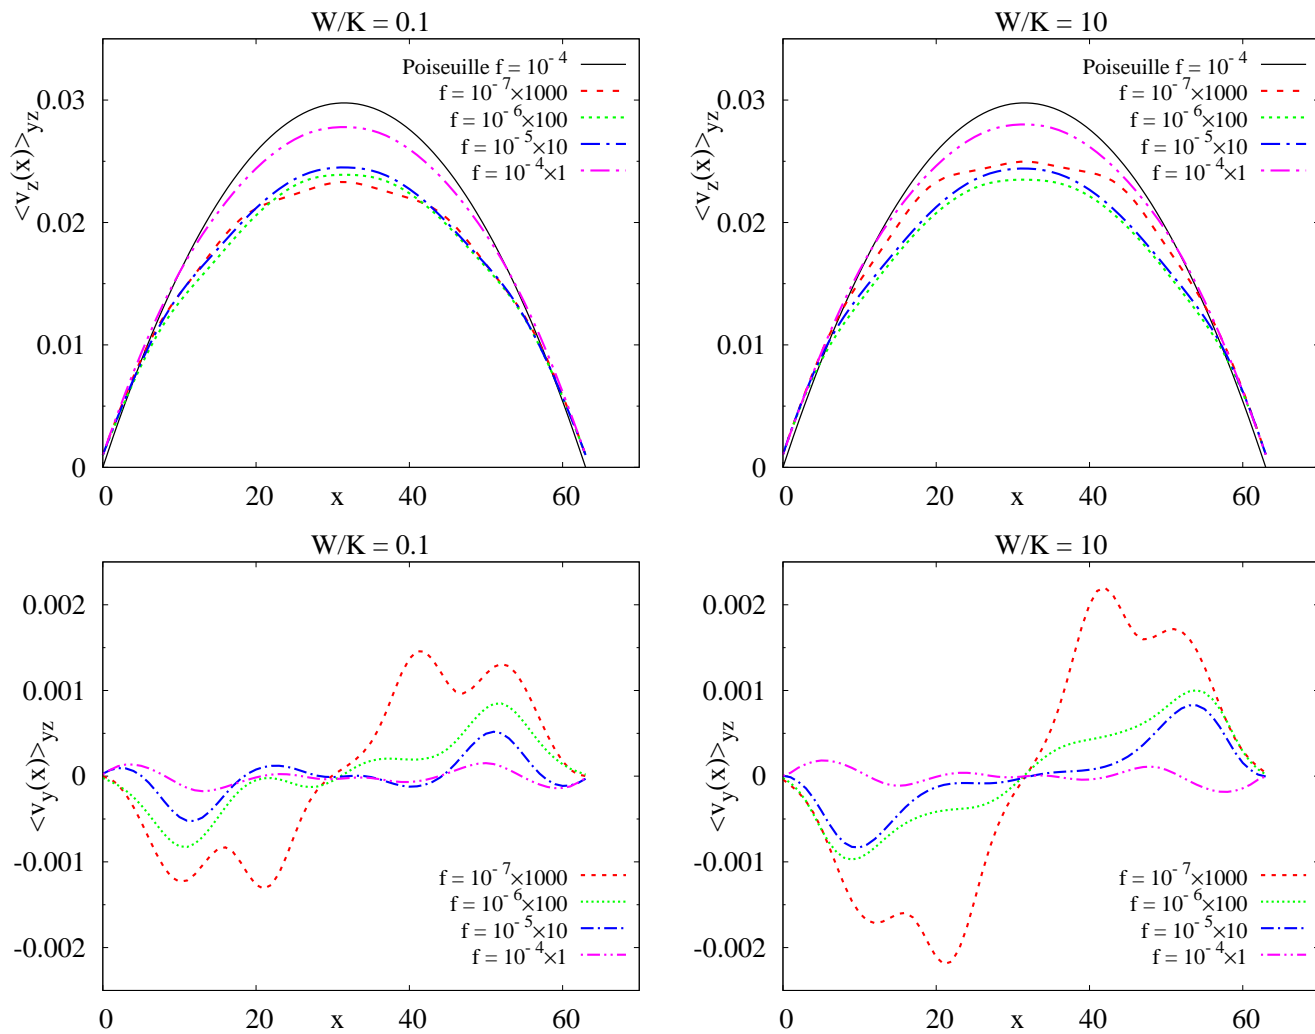 W/K = 0.1
<v_z(x)>_yz
0.03
0.02
0.01
0
0 20 40 60
x
Poiseuille f = 10^-4
f = 10^-7×1000
f = 10^-6×100
f = 10^-5×10
f = 10^-4×1
W/K = 10
<v_z(x)>_yz
0.03
0.02
0.01
0
0 20 40 60
x
Poiseuille f = 10^-4
f = 10^-7×1000
f = 10^-6×100
f = 10^-5×10
f = 10^-4×1
W/K = 0.1
<v_y(x)>_yz
0.002
0.001
0
-0.001
-0.002
0 20 40 60
x
f = 10^-7×1000
f = 10^-6×100
f = 10^-5×10
f = 10^-4×1
W/K = 10
<v_y(x)>_yz
0.002
0.001
0
-0.001
-0.002
0 20 40 60
x
f = 10^-7×1000
f = 10^-6×100
f = 10^-5×10
f = 10^-4×1